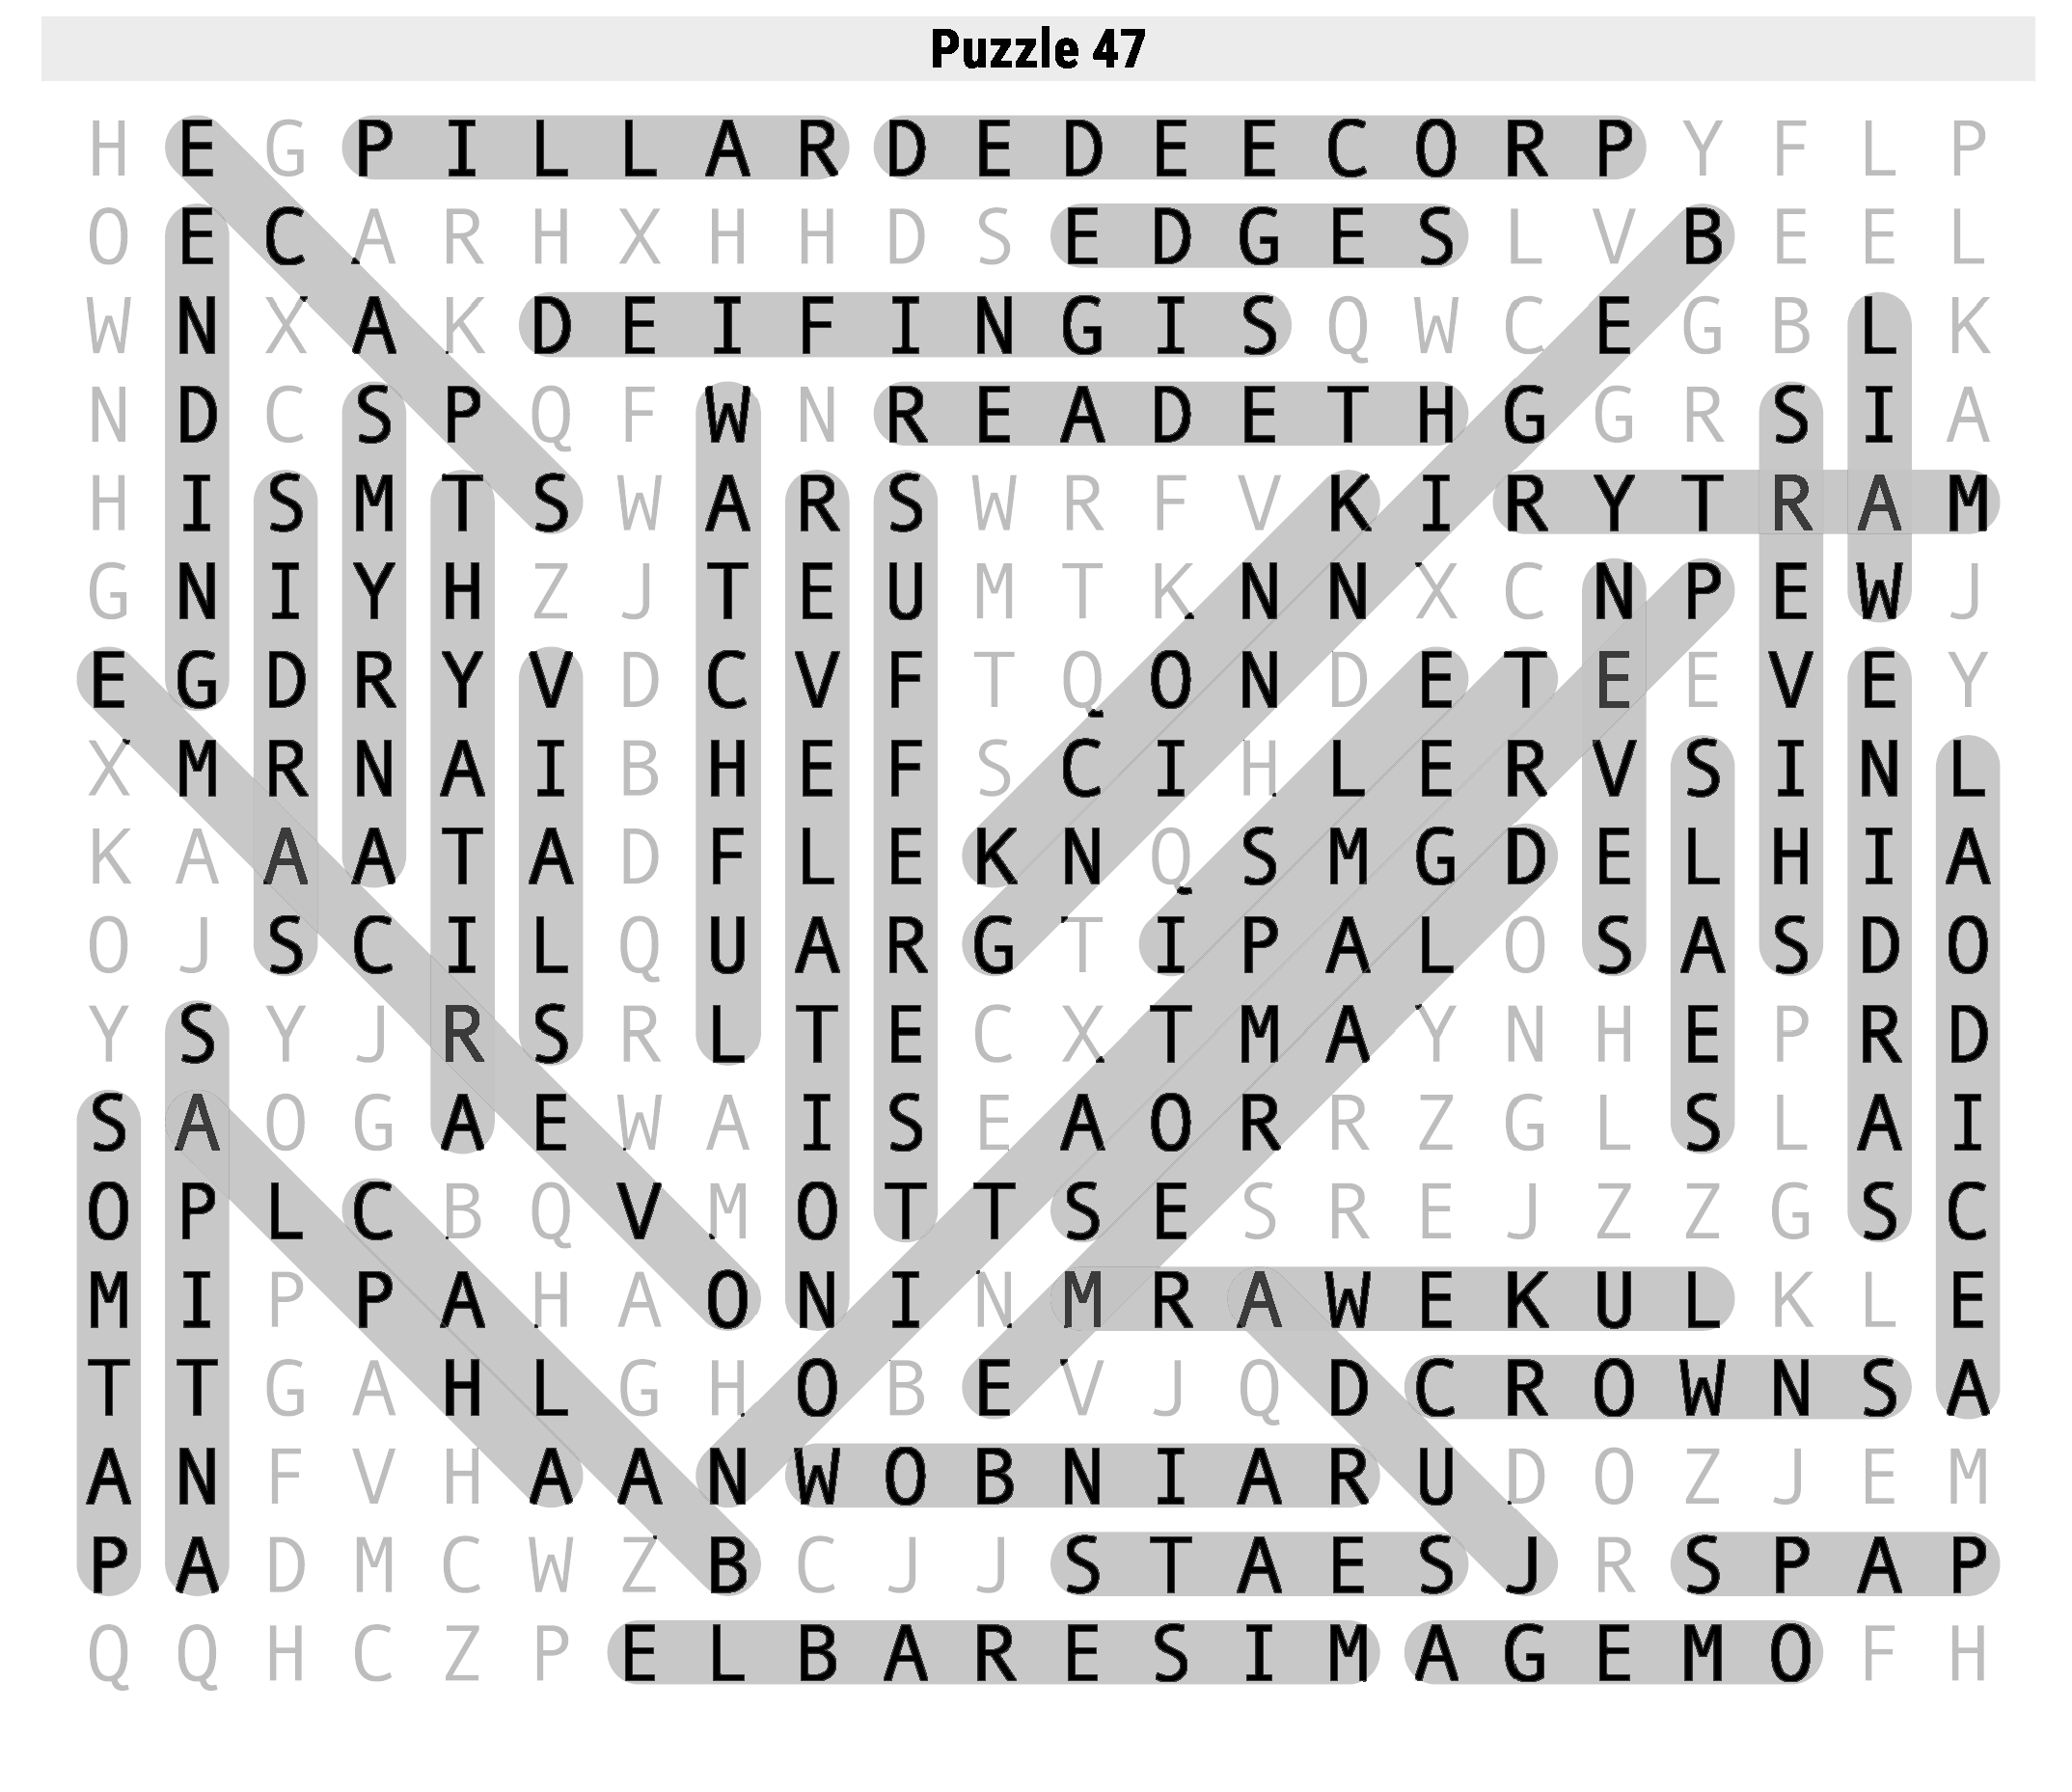 Puzzle 47
H E G P I L L A R D E D E E C O R P Y F L P
O E C A R H X H H D S E D G E S L V B E E L
W N X A K D E I F I N G I S Q W C E G B L K
N D C S P Q F W N R E A D E T H G G R S I A
H I S M T S W A R S W R F V K I R Y T R A M
G N I Y H Z J T E U M T K N N X C N P E W J
E G D R Y V D C V F T Q O N D E T E E V E Y
X M R N A I B H E F S C I H L E R V S I N L
K A A A T A D F L E K N Q S M G D E L H I A
O J S C I L Q U A R G T I P A L O S A S D O
Y S Y J R S R L T E C X T M A Y N H E P R D
S A O G A E W A I S E A O R R Z G L S L A I
O P L C B Q V M O T T S E S R E J Z Z G S C
M I P P A H A O N I N M R A W E K U L K L E
T T G A H L G H O B E V J Q D C R O W N S A
A N F V H A A N W O B N I A R U D O Z J E M
P A D M C W Z B C J J S T A E S J R S P A P
Q Q H C Z P E L B A R E S I M A G E M O F H